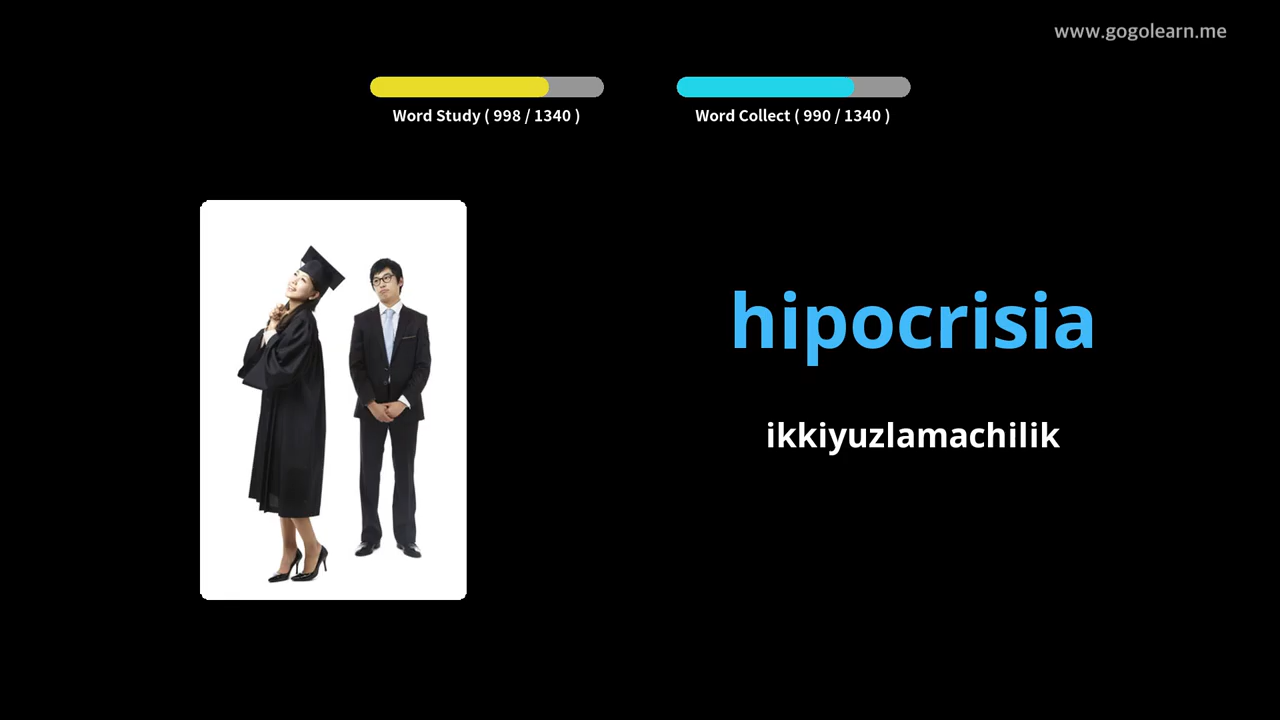 www.gogolearn.me
Word Study ( 998 / 1340 )
Word Collect ( 990 / 1340 )
hipocrisia
ikkiyuzlamachilik